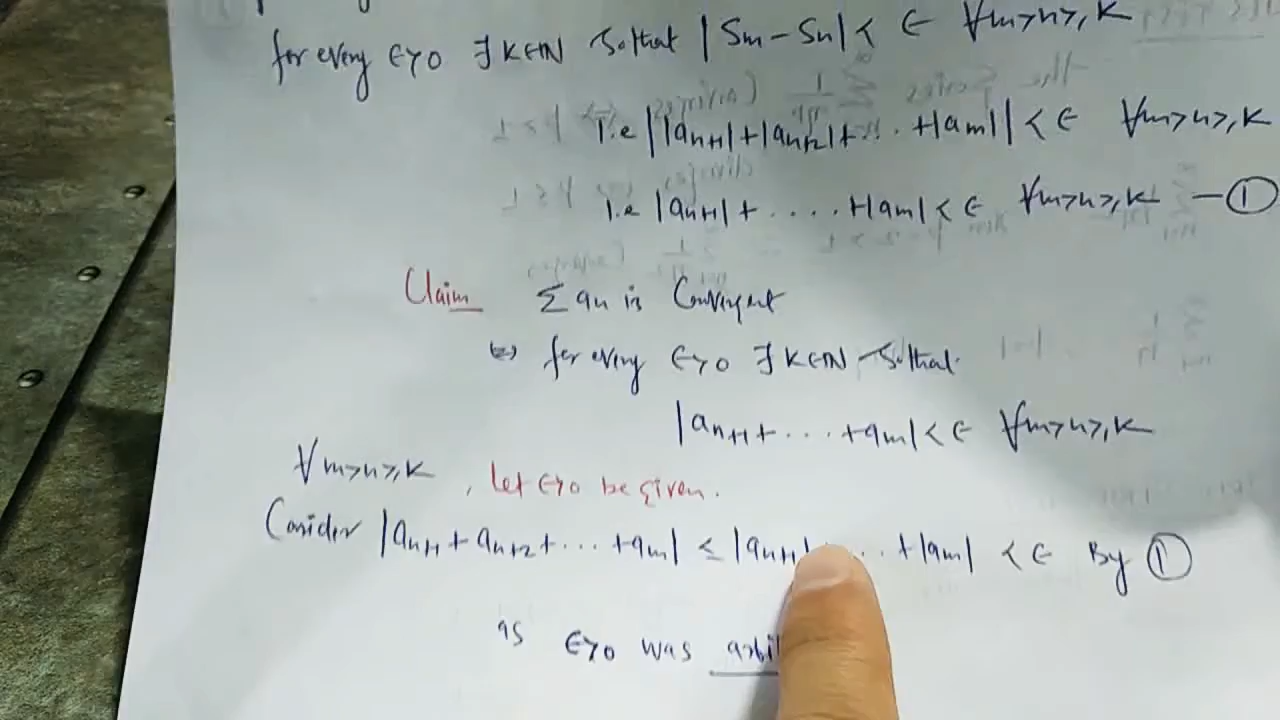 for every ϵ>0 ∃ K∈ℕ So that |Sm - Sn| < ϵ ∀m>n≥K
i.e ||an+1|+|an+2|+...+|am|| < ϵ ∀m>n≥K
i.e |an+1|+....+|am| < ϵ ∀m>n≥K —①
Claim Σan is Convergent
for every ϵ>0 ∃ K∈ℕ So that
|an+1+...+am| < ϵ ∀m>n≥K
∀m>n≥K , let ϵ>0 be given.
Consider |an+1 + an+2 +...+am| ≤ |an+1| ...+|am| < ϵ By ①
as ϵ>0 was